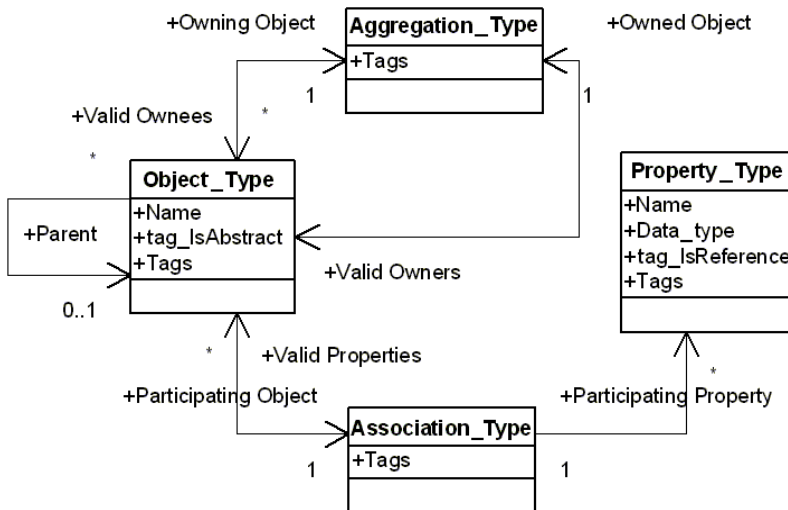 +Owning Object
Aggregation_Type
+Owned Object
+Tags
1
1
+Valid Ownees
*
*
Object_Type
Property_Type
+Name
+tag_IsAbstract
+Tags
+Parent
+Name
+Data_type
+tag_IsReference
+Tags
+Valid Owners
0..1
*
+Valid Properties
*
+Participating Object
+Participating Property
Association_Type
+Tags
1
1